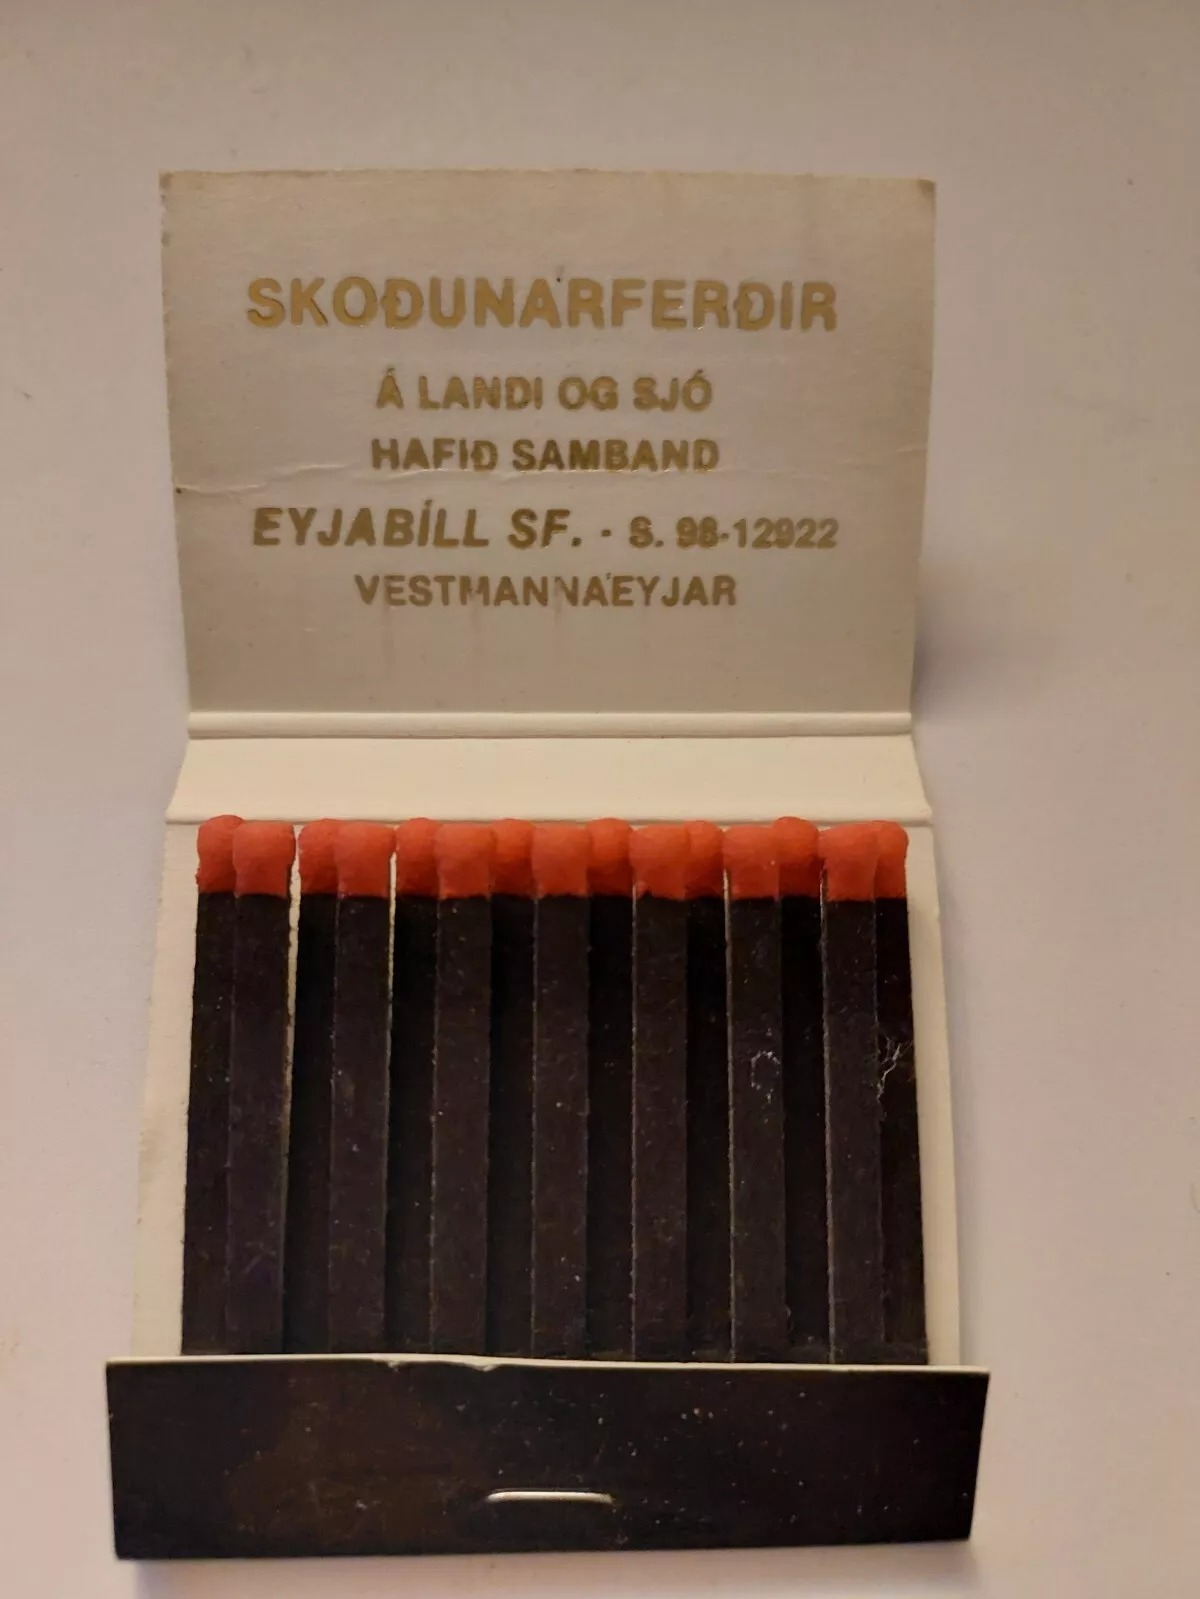 SKOÐUNARFERÐIR
Á LANDI OG SJÓ
HAFIÐ SAMBAND
EYJABÍLL SF. · S. 98-12922
VESTMANNAEYJAR